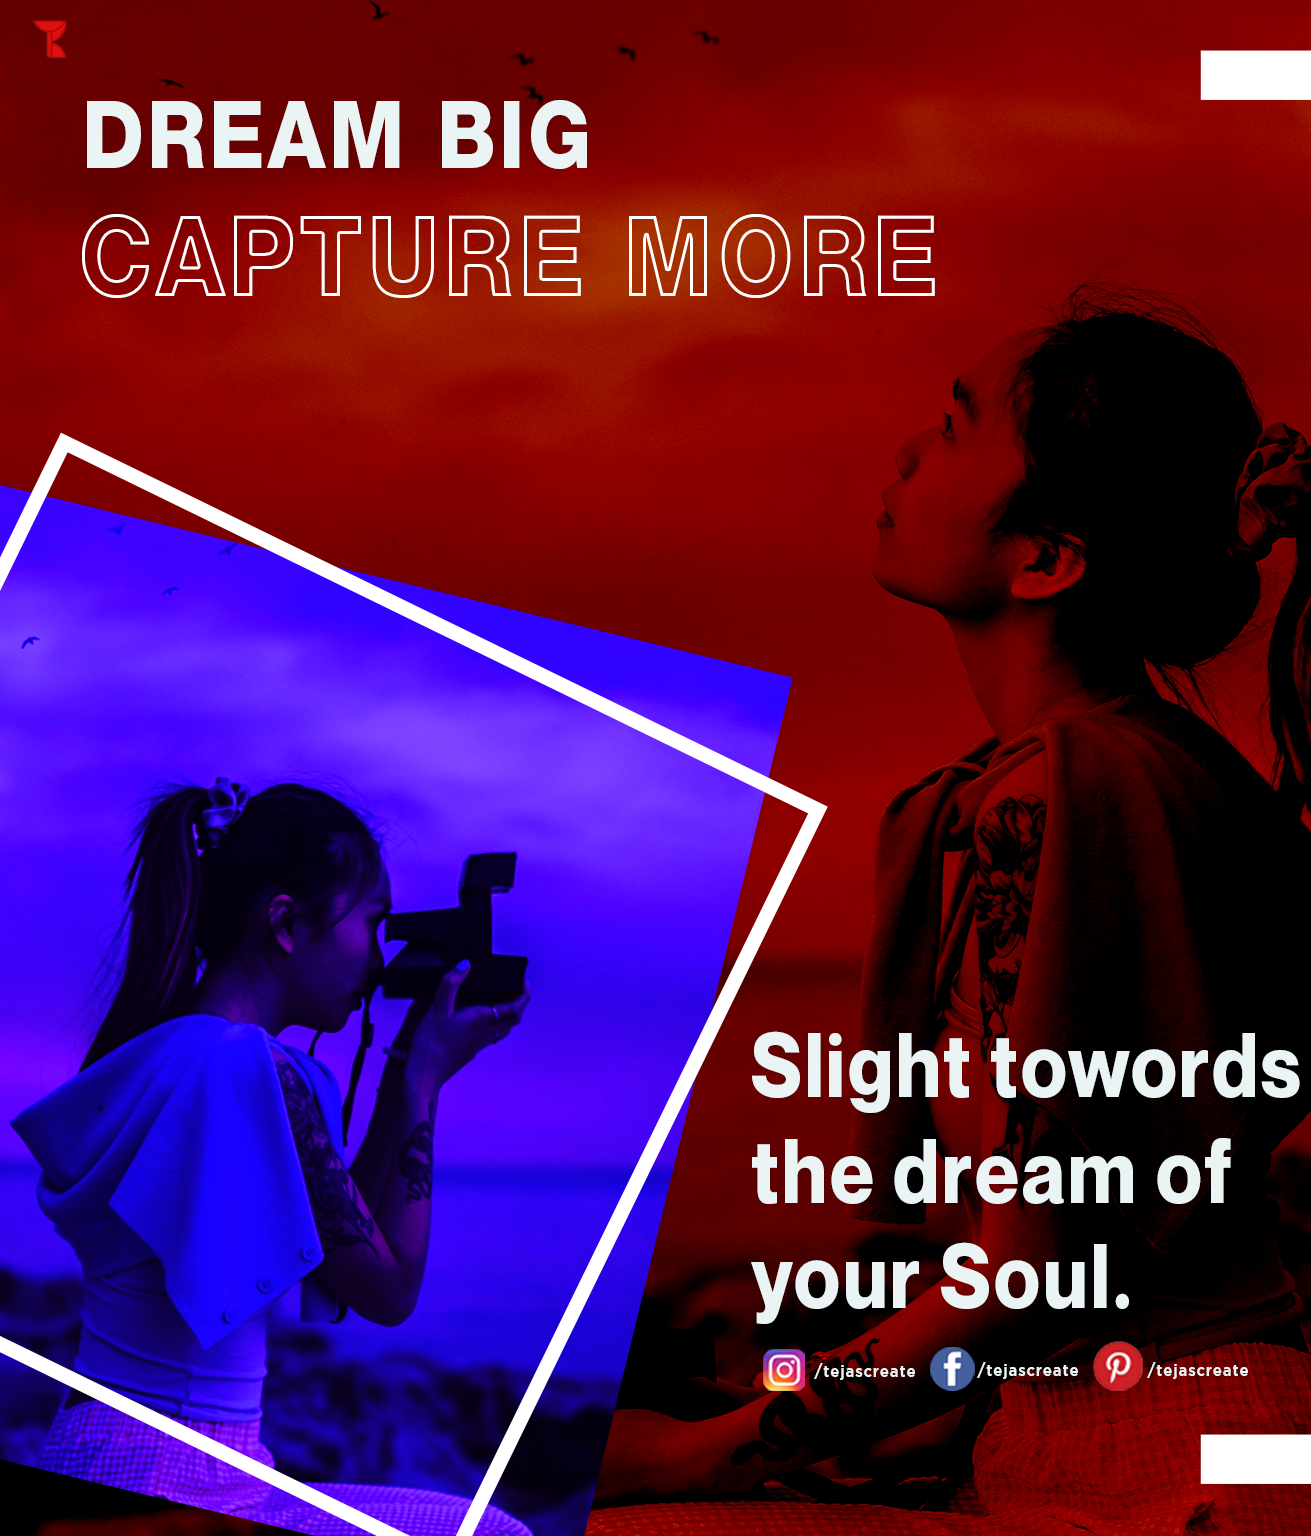 DREAM BIG
CAPTURE MORE
Slight towords
the dream of
your Soul.
/tejascreate /tejascreate /tejascreate